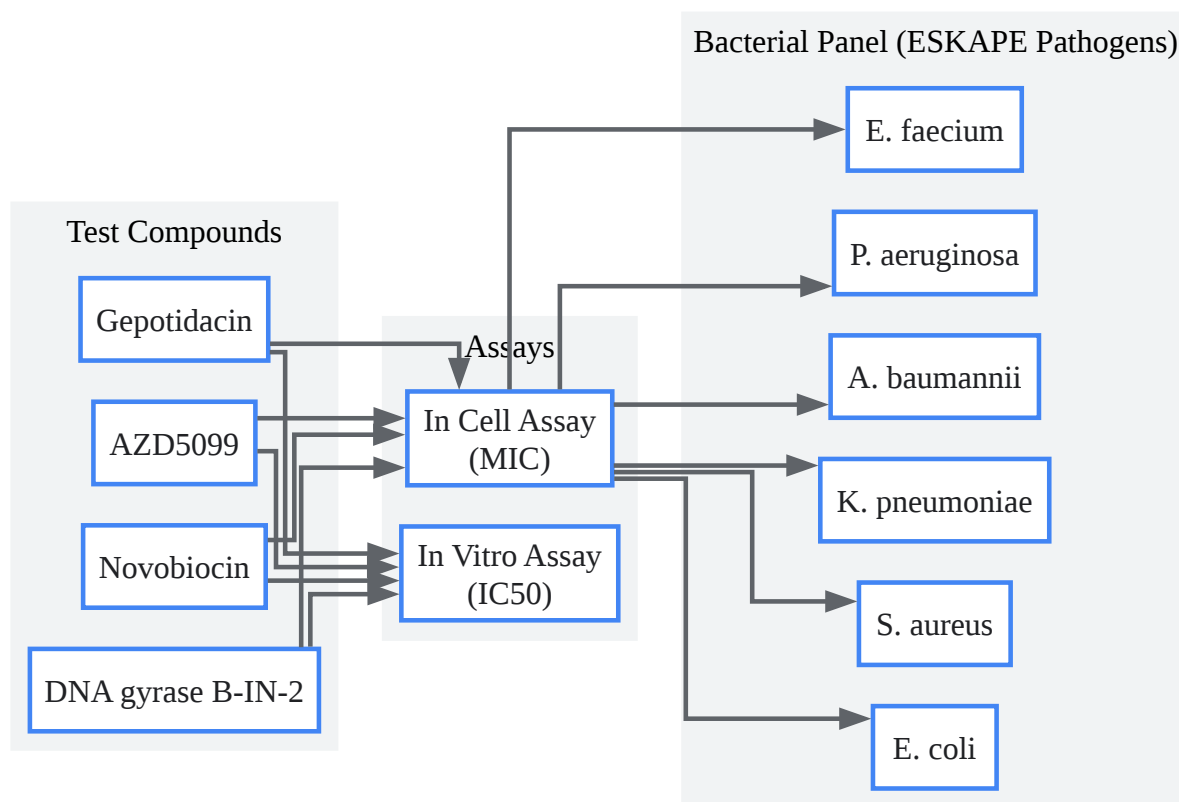 Bacterial Panel (ESKAPE Pathogens)
E. faecium
P. aeruginosa
A. baumannii
K. pneumoniae
S. aureus
E. coli
Test Compounds
Gepotidacin
AZD5099
Novobiocin
DNA gyrase B-IN-2
Assays
In Cell Assay
(MIC)
In Vitro Assay
(IC50)